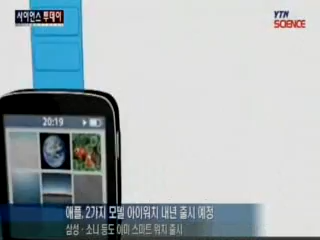 사이언스 투데이
YTN
SCIENCE
20:19
애플, 2가지 모델 아이워치 내년 출시 예정
삼성·소니 등도 이미 스마트 워치 출시